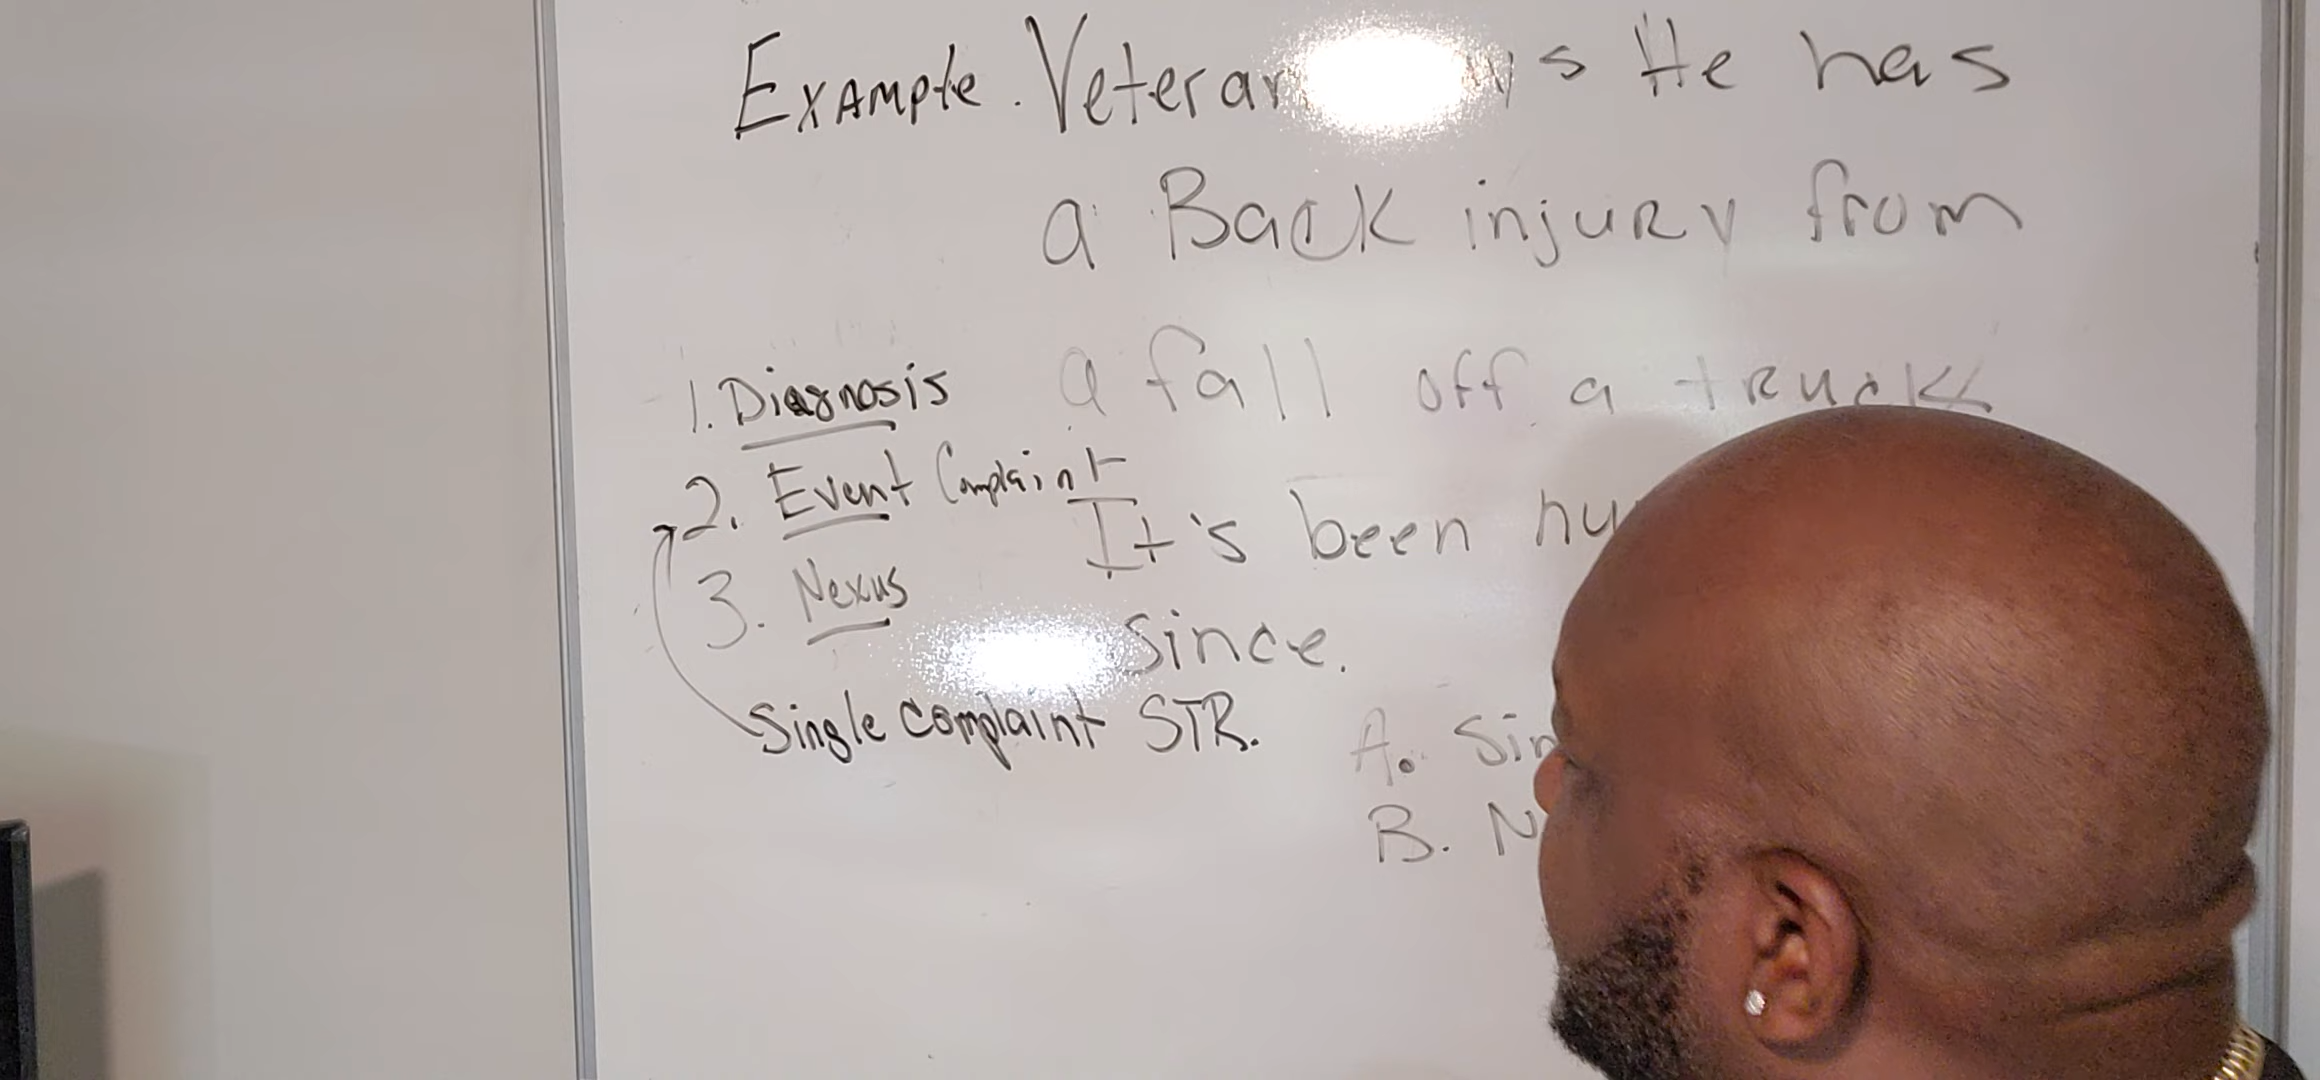 Example. Veteran He has
a Back injury from
a fall off a truck
It's been
since.
1. Diagnosis
2. Event Complaint
3. Nexus
Single Complaint STR.
A.
B.